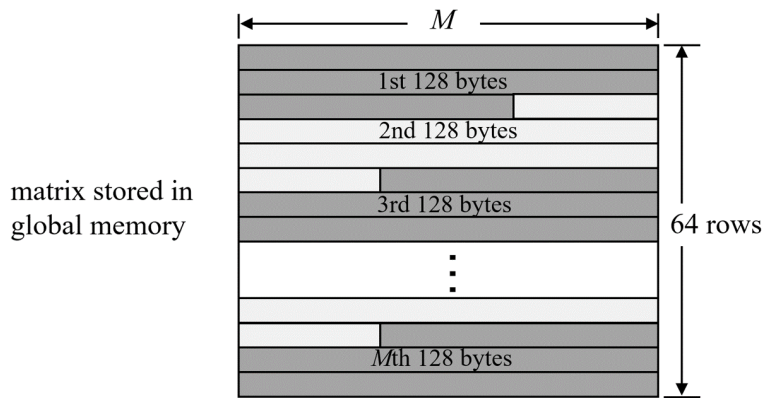 M
1st 128 bytes
2nd 128 bytes
matrix stored in
global memory
3rd 128 bytes
64 rows
Mth 128 bytes